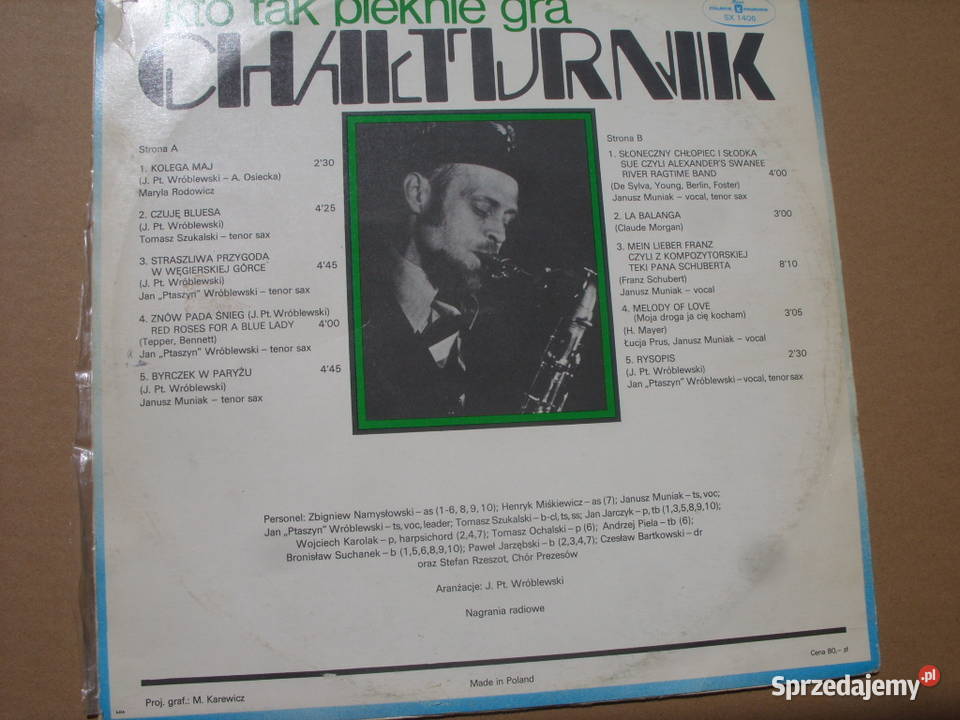 kto tak pięknie gra
CHAŁTURNIK
POLSKIE NAGRANIA
SX 1406
Strona A
1. KOLEGA MAJ 2'30
(J. Pt. Wróblewski – A. Osiecka)
Maryla Rodowicz
2. CZUJĘ BLUESA 4'25
(J. Pt. Wróblewski)
Tomasz Szukalski – tenor sax
3. STRASZLIWA PRZYGODA
W WĘGIERSKIEJ GÓRCE 4'45
(J. Pt. Wróblewski)
Jan „Ptaszyn" Wróblewski – tenor sax
4. ZNÓW PADA ŚNIEG (J. Pt. Wróblewski)
RED ROSES FOR A BLUE LADY 4'00
(Tepper, Bennett)
Jan „Ptaszyn" Wróblewski – tenor sax
5. BYRCZEK W PARYŻU 4'45
(J. Pt. Wróblewski)
Janusz Muniak – tenor sax
Strona B
1. SŁONECZNY CHŁOPIEC I SŁODKA
SUE CZYLI ALEXANDER'S SWANEE
RIVER RAGTIME BAND 4'00
(De Sylva, Young, Berlin, Foster)
Janusz Muniak – vocal, tenor sax
2. LA BALANGA 3'00
(Claude Morgan)
3. MEIN LIEBER FRANZ
CZYLI Z KOMPOZYTORSKIEJ
TEKI PANA SCHUBERTA 8'10
(Franz Schubert)
Janusz Muniak – vocal
4. MELODY OF LOVE 3'05
(Moja droga ja cię kocham)
(H. Mayer)
Łucja Prus, Janusz Muniak – vocal
5. RYSOPIS 2'30
(J. Pt. Wróblewski)
Jan „Ptaszyn" Wróblewski – vocal, tenor sax
Personel: Zbigniew Namysłowski – as (1-6, 8, 9, 10); Henryk Miśkiewicz – as (7); Janusz Muniak – ts, voc;
Jan „Ptaszyn" Wróblewski – ts, voc, leader; Tomasz Szukalski – b-cl, ts, ss; Jan Jarczyk – p, tb (1,3,5,8,9,10);
Wojciech Karolak – p, harpsichord (2,4,7); Tomasz Ochalski – p (6); Andrzej Piela – tb (6);
Bronisław Suchanek – b (1,5,6,8,9,10); Paweł Jarzębski – b (2,3,4,7); Czesław Bartkowski – dr
oraz Stefan Rzeszot, Chór Prezesów
Aranżacje: J. Pt. Wróblewski
Nagrania radiowe
Cena 80,– zł
Made in Poland
Proj. graf.: M. Karewicz
Sprzedajemy.pl